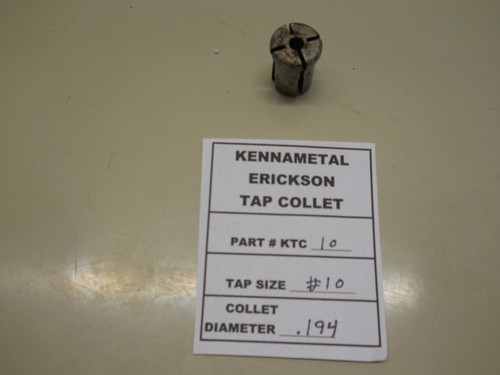 KENNAMETAL
ERICKSON
TAP COLLET
PART # KTC 10
TAP SIZE #10
COLLET
DIAMETER .194